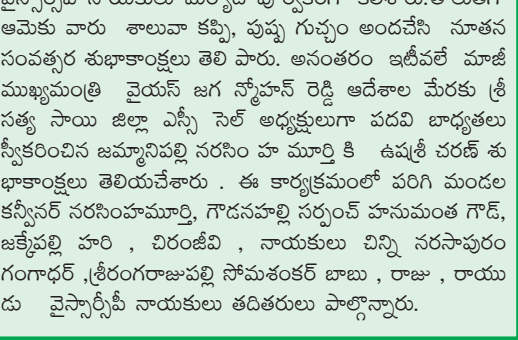 ఆమెకు వారు శాలువా కప్పి, పుష్ప గుచ్ఛం అందచేసి నూతన
సంవత్సర శుభాకాంక్షలు తెలి పారు. అనంతరం ఇటీవలే మాజీ
ముఖ్యమంత్రి వైయస్ జగ న్మోహన్ రెడ్డి ఆదేశాల మేరకు శ్రీ
సత్య సాయి జిల్లా ఎస్సీ సెల్ అధ్యక్షులుగా పదవి బాధ్యతలు
స్వీకరించిన జమ్మానిపల్లి నరసిం హ మూర్తి కి ఉషశ్రీ చరణ్ శు
భాకాంక్షలు తెలియచేశారు . ఈ కార్యక్రమంలో పరిగి మండల
కన్వీనర్ నరసింహమూర్తి, గౌడనహల్లి సర్పంచ్ హనుమంత గౌడ్,
జక్కేపల్లి హరి , చిరంజీవి , నాయకులు చిన్ని నరసాపురం
గంగాధర్ ,శ్రీరంగరాజుపల్లి సోమశంకర్ బాబు , రాజు , రాయు
డు వైస్సార్సీపీ నాయకులు తదితరులు పాల్గొన్నారు.